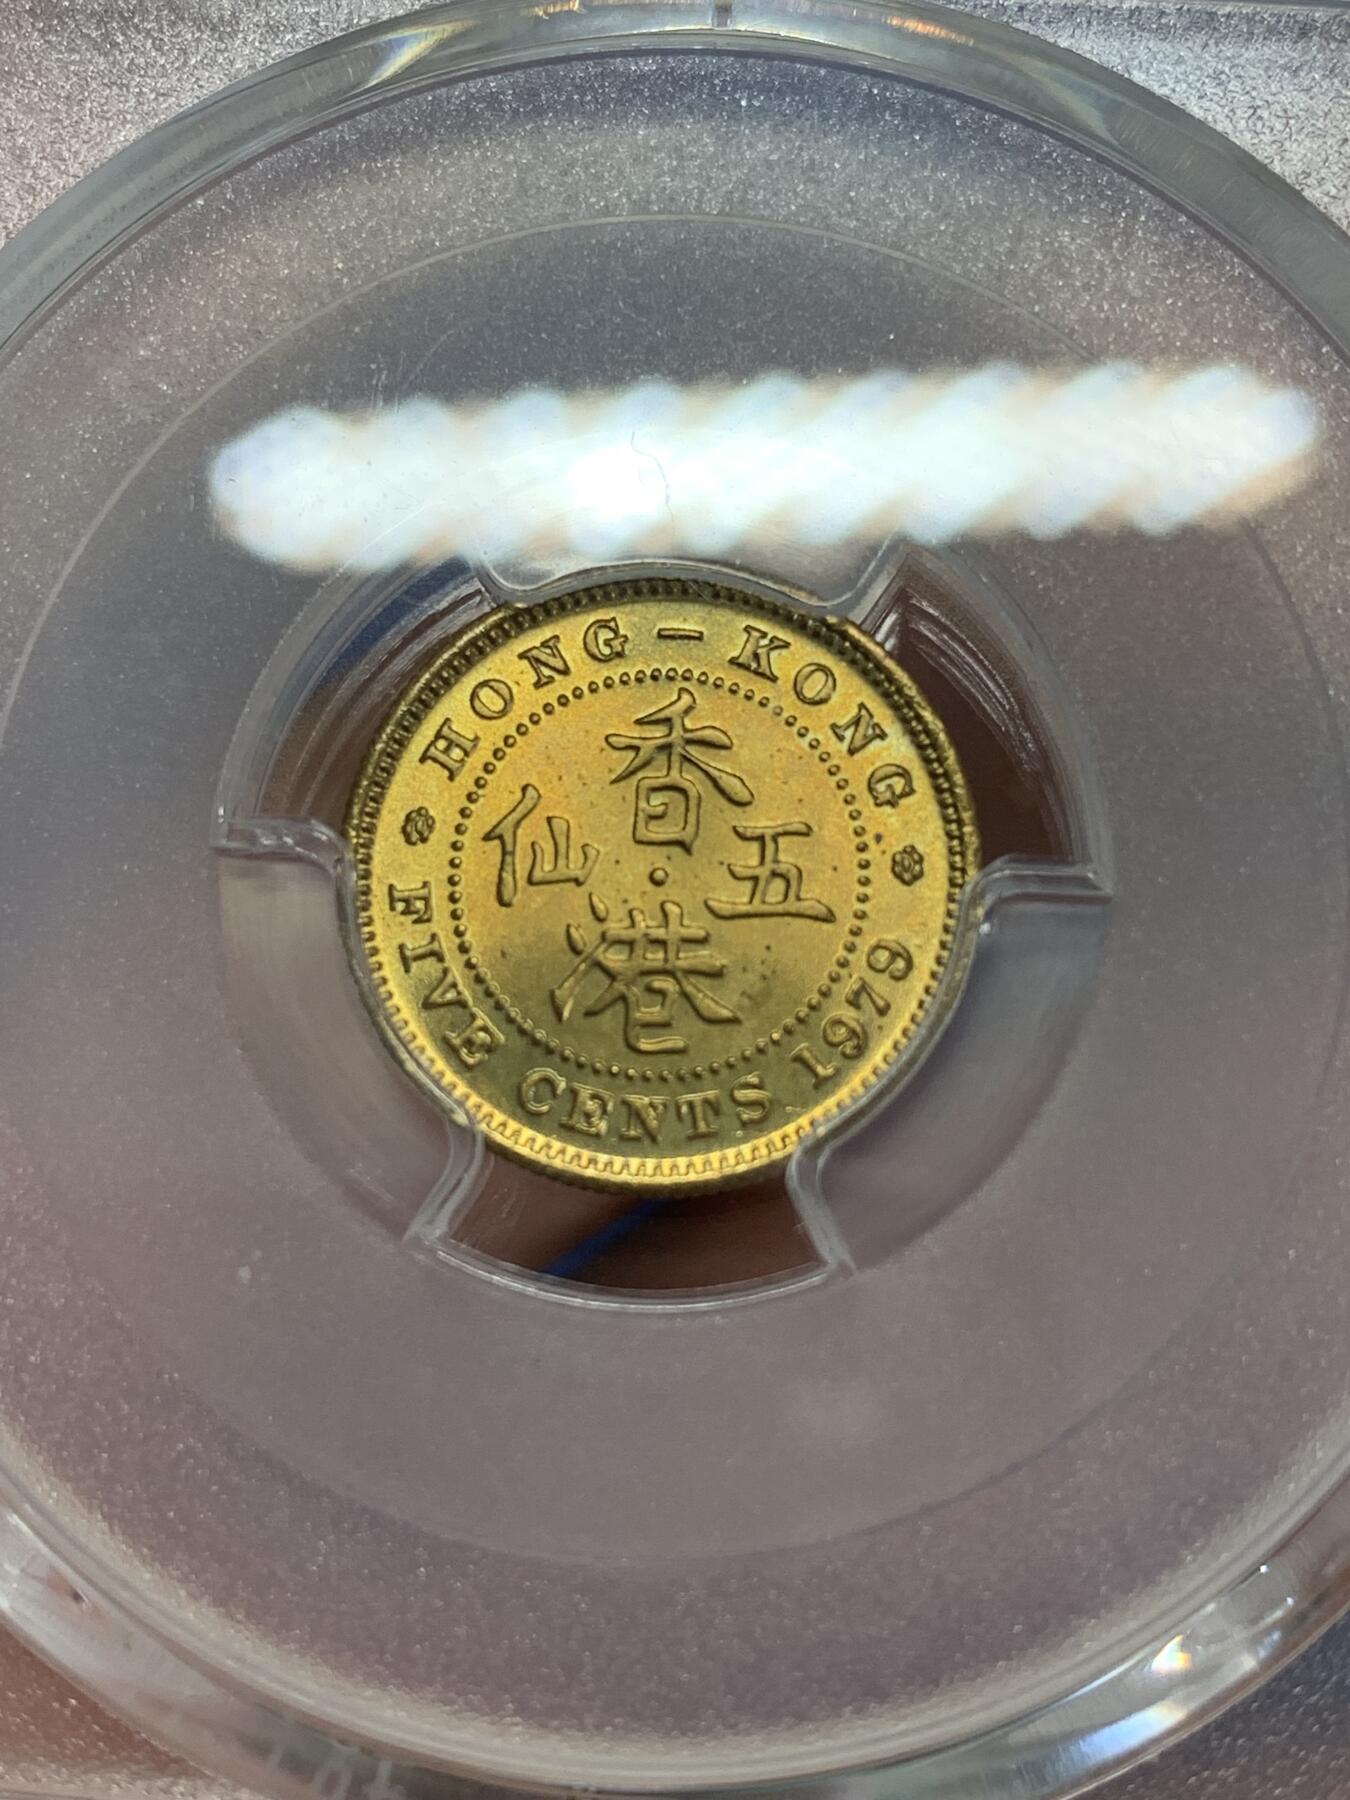 HONG - KONG
香港
五仙
FIVE CENTS 1979